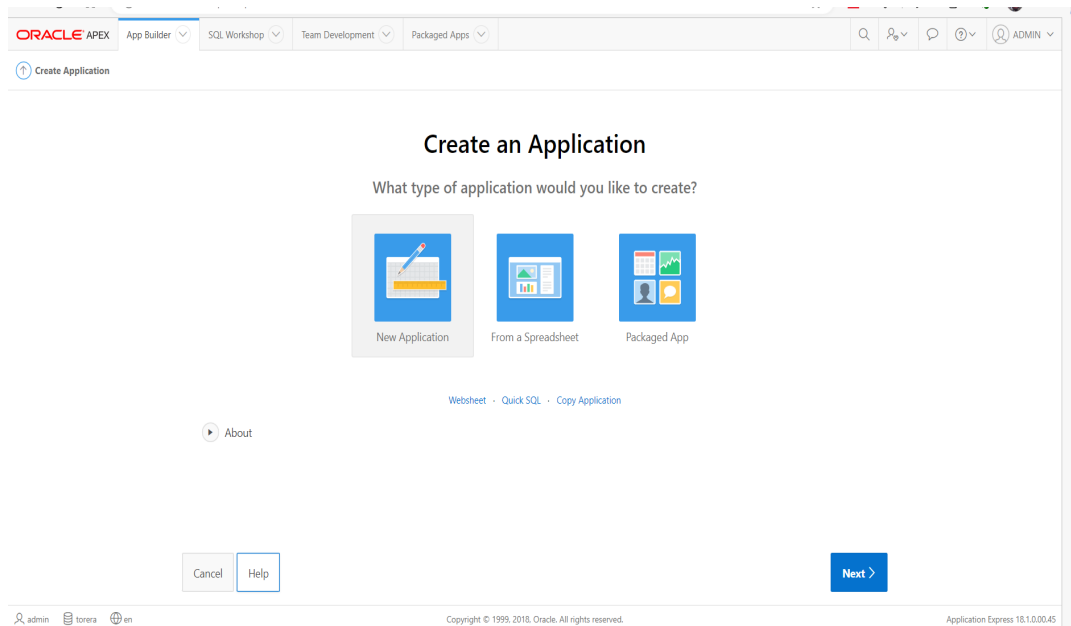 ORACLE APEX App Builder SQL Workshop Team Development Packaged Apps ADMIN
Create Application
Create an Application
What type of application would you like to create?
New Application From a Spreadsheet Packaged App
Websheet · Quick SQL · Copy Application
About
Cancel Help Next
admin torera en Copyright © 1999, 2018, Oracle. All rights reserved. Application Express 18.1.0.00.45